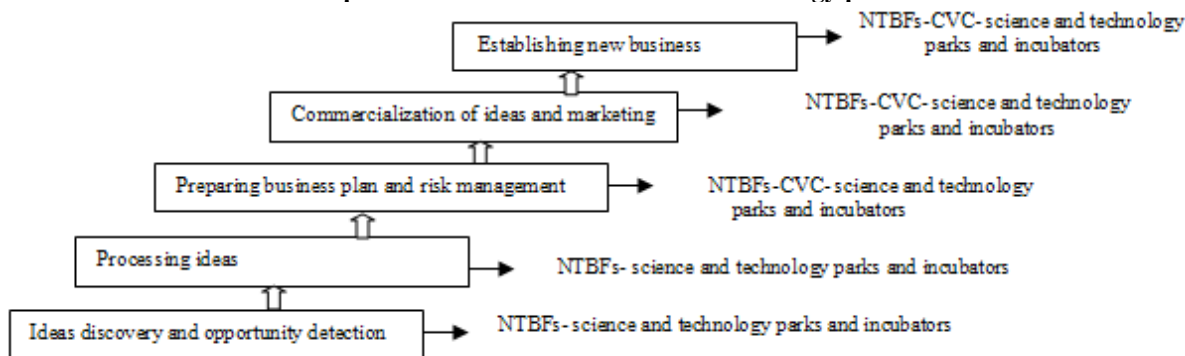 NTBFs-CVC- science and technology
parks and incubators
Establishing new business
NTBFs-CVC- science and technology
parks and incubators
Commercialization of ideas and marketing
NTBFs-CVC- science and technology
parks and incubators
Preparing business plan and risk management
Processing ideas
NTBFs- science and technology parks and incubators
Ideas discovery and opportunity detection
NTBFs- science and technology parks and incubators